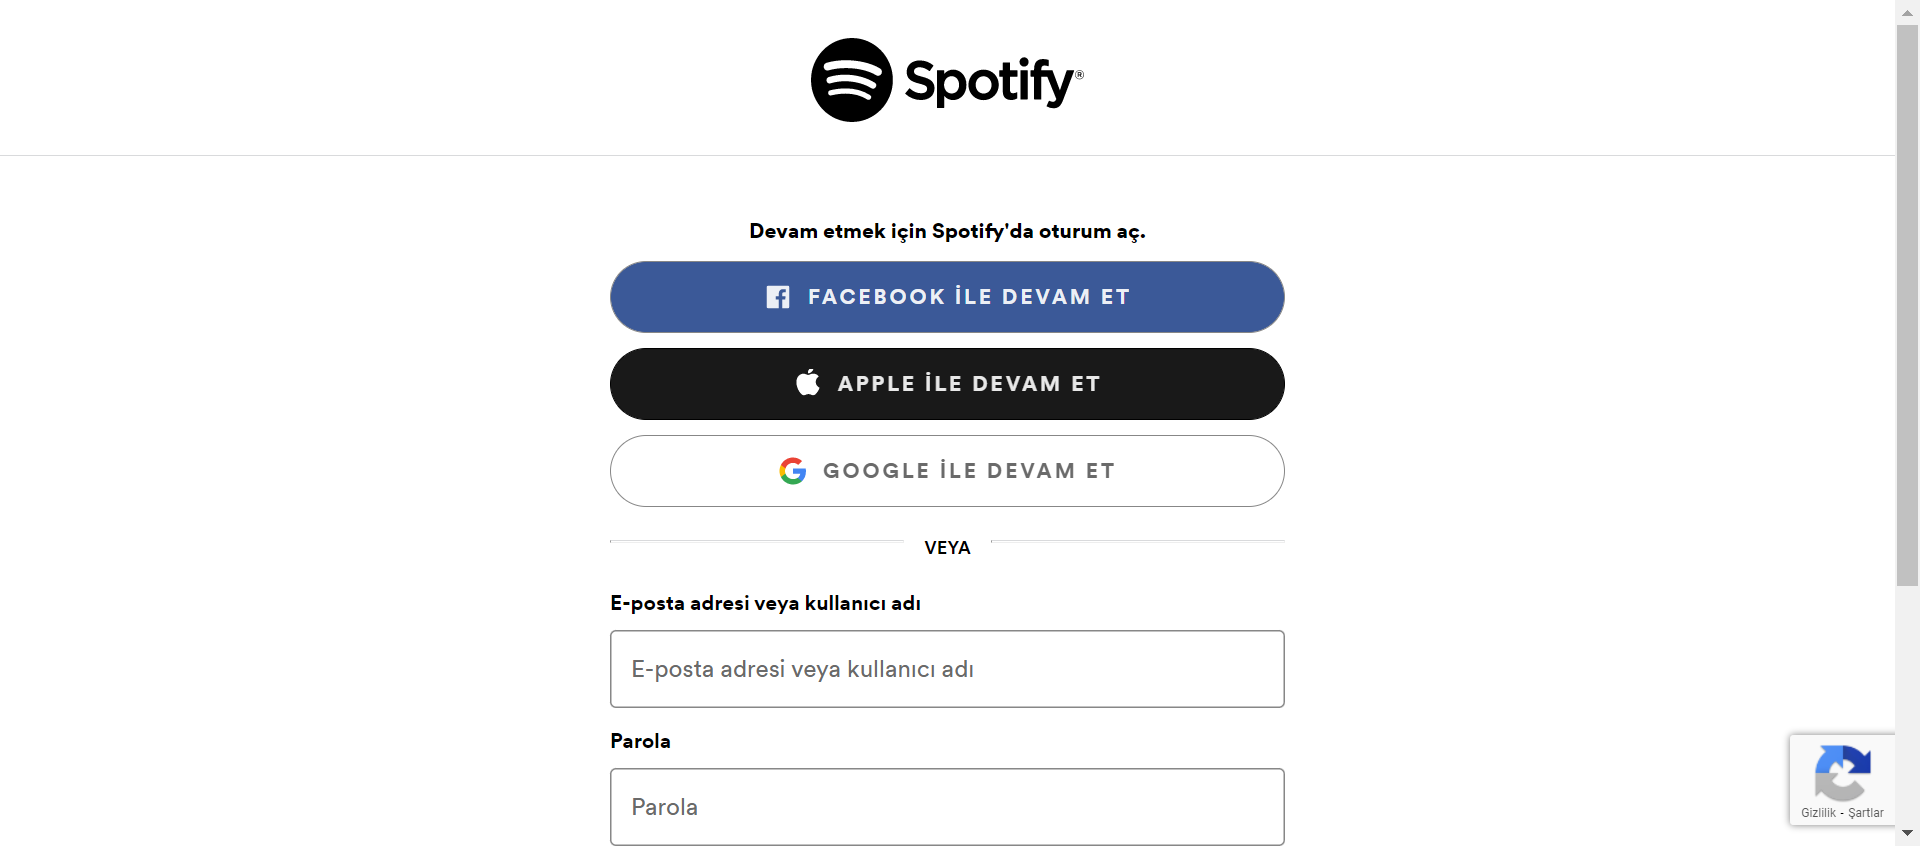 Spotify®
Devam etmek için Spotify'da oturum aç.
FACEBOOK İLE DEVAM ET
APPLE İLE DEVAM ET
GOOGLE İLE DEVAM ET
VEYA
E-posta adresi veya kullanıcı adı
E-posta adresi veya kullanıcı adı
Parola
Parola
Gizlilik - Şartlar